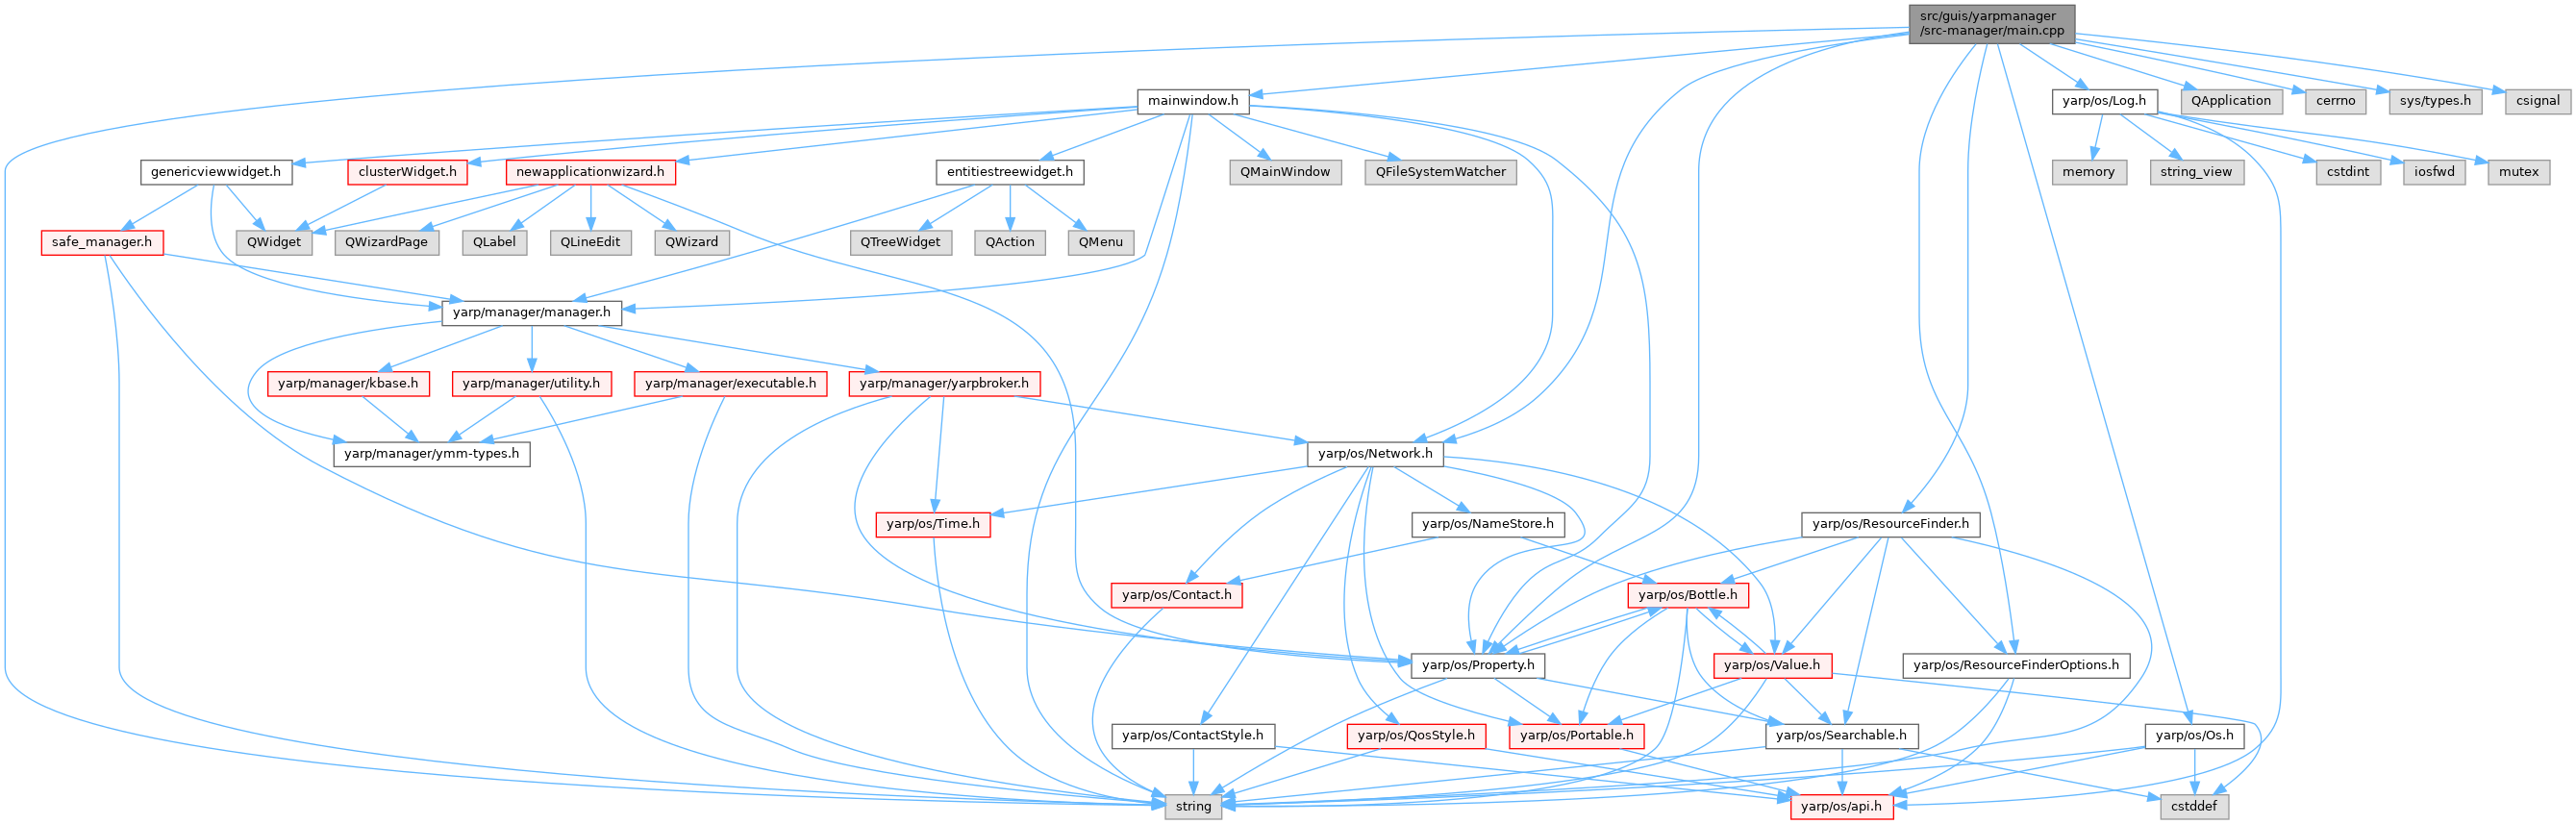 src/guis/yarpmanager
/src-manager/main.cpp
mainwindow.h
yarp/os/Log.h
QApplication
cerrno
sys/types.h
csignal
genericviewwidget.h
clusterWidget.h
newapplicationwizard.h
entitiestreewidget.h
QMainWindow
QFileSystemWatcher
memory
string_view
cstdint
iosfwd
mutex
safe_manager.h
QWidget
QWizardPage
QLabel
QLineEdit
QWizard
QTreeWidget
QAction
QMenu
yarp/manager/manager.h
yarp/manager/kbase.h
yarp/manager/utility.h
yarp/manager/executable.h
yarp/manager/yarpbroker.h
yarp/manager/ymm-types.h
yarp/os/Network.h
yarp/os/Time.h
yarp/os/NameStore.h
yarp/os/ResourceFinder.h
yarp/os/Contact.h
yarp/os/Bottle.h
yarp/os/Property.h
yarp/os/Value.h
yarp/os/ResourceFinderOptions.h
yarp/os/ContactStyle.h
yarp/os/QosStyle.h
yarp/os/Portable.h
yarp/os/Searchable.h
yarp/os/Os.h
string
yarp/os/api.h
cstddef